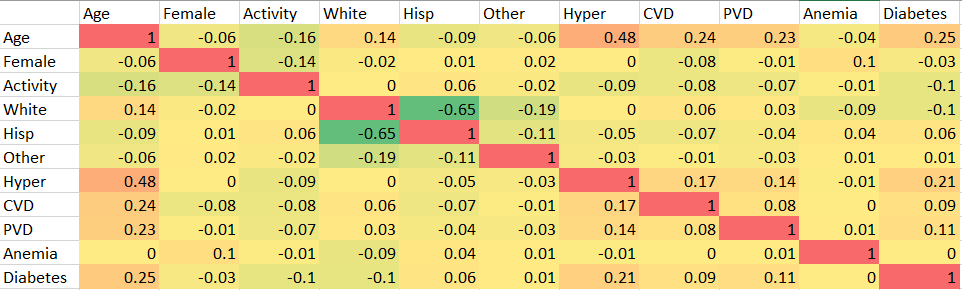 Age Female Activity White Hisp Other Hyper CVD PVD Anemia Diabetes
Age 1 -0.06 -0.16 0.14 -0.09 -0.06 0.48 0.24 0.23 -0.04 0.25
Female -0.06 1 -0.14 -0.02 0.01 0.02 0 -0.08 -0.01 0.1 -0.03
Activity -0.16 -0.14 1 0 0.06 -0.02 -0.09 -0.08 -0.07 -0.01 -0.1
White 0.14 -0.02 0 1 -0.65 -0.19 0 0.06 0.03 -0.09 -0.1
Hisp -0.09 0.01 0.06 -0.65 1 -0.11 -0.05 -0.07 -0.04 0.04 0.06
Other -0.06 0.02 -0.02 -0.19 -0.11 1 -0.03 -0.01 -0.03 0.01 0.01
Hyper 0.48 0 -0.09 0 -0.05 -0.03 1 0.17 0.14 -0.01 0.21
CVD 0.24 -0.08 -0.08 0.06 -0.07 -0.01 0.17 1 0.08 0 0.09
PVD 0.23 -0.01 -0.07 0.03 -0.04 -0.03 0.14 0.08 1 0.01 0.11
Anemia 0 0.1 -0.01 -0.09 0.04 0.01 -0.01 0 0.01 1 0
Diabetes 0.25 -0.03 -0.1 -0.1 0.06 0.01 0.21 0.09 0.11 0 1